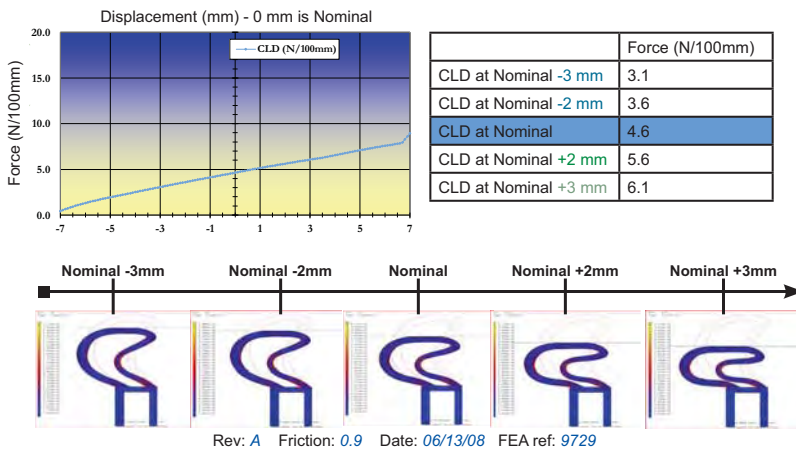 Displacement (mm) - 0 mm is Nominal
Force (N/100mm)
20.0
15.0
10.0
5.0
0.0
CLD (N/100mm)
-7 -5 -3 -1 1 3 5 7
Force (N/100mm)
CLD at Nominal -3 mm 3.1
CLD at Nominal -2 mm 3.6
CLD at Nominal 4.6
CLD at Nominal +2 mm 5.6
CLD at Nominal +3 mm 6.1
Nominal -3mm Nominal -2mm Nominal Nominal +2mm Nominal +3mm
Rev: A Friction: 0.9 Date: 06/13/08 FEA ref: 9729